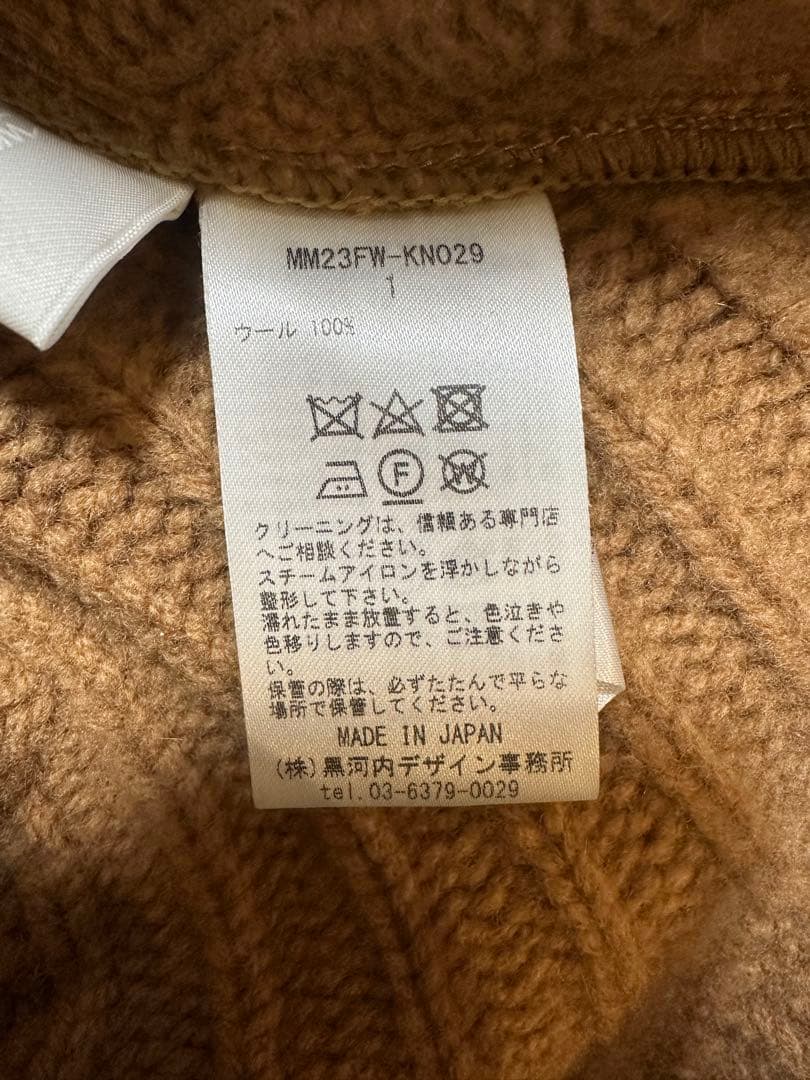 MM23FW-KN029
1
ウール 100%
F
W
クリーニングは、信頼ある専門店
へご相談ください。
スチームアイロンを浮かしながら
整形して下さい。
濡れたまま放置すると、色泣きや
色移りしますので、ご注意くださ
い。
保管の際は、必ずたたんで平らな
場所で保管してください。
MADE IN JAPAN
(株)黒河内デザイン事務所
tel.03-6379-0029